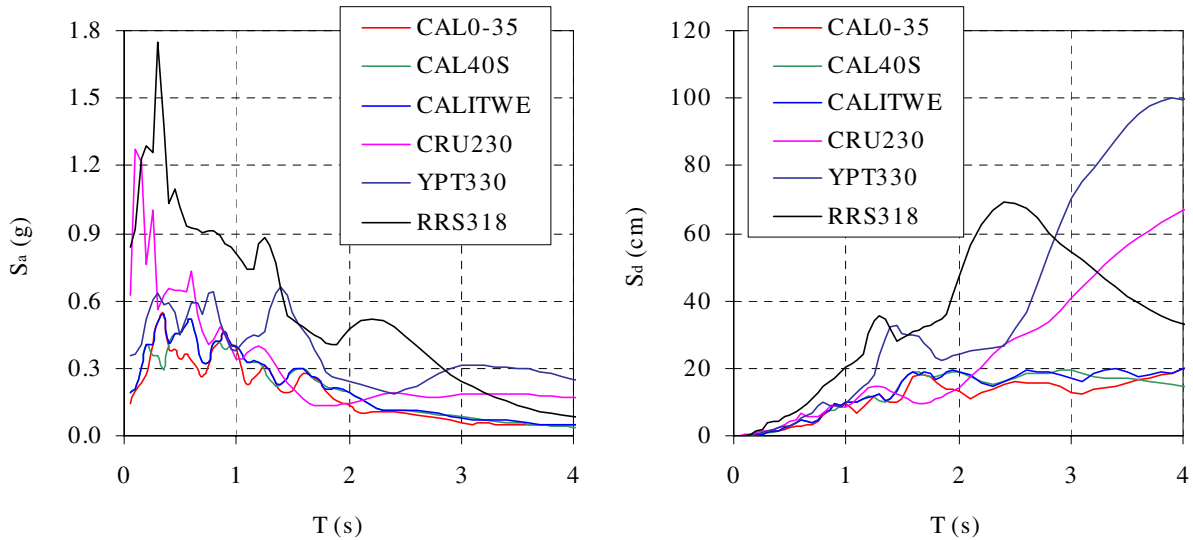 1.8
1.5
1.2
0.9
0.6
0.3
0.0
Sa (g)
0
1
2
3
4
T (s)
CAL0-35
CAL40S
CALITWE
CRU230
YPT330
RRS318
120
100
80
60
40
20
0
Sd (cm)
0
1
2
3
4
T (s)
CAL0-35
CAL40S
CALITWE
CRU230
YPT330
RRS318